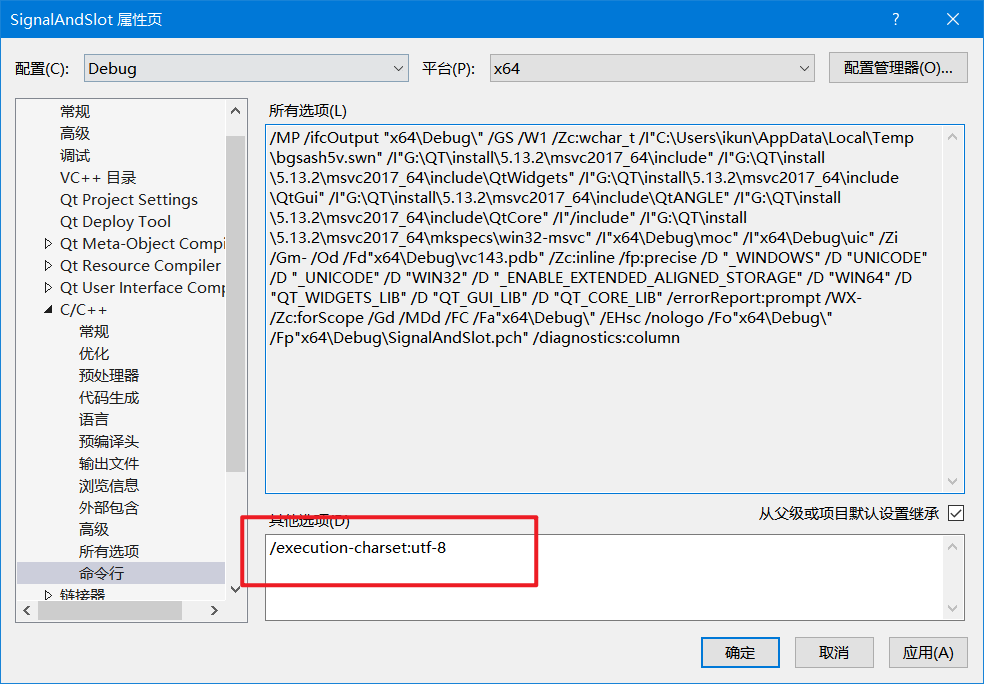 SignalAndSlot 属性页
?
配置(C):
Debug
平台(P):
x64
配置管理器(O)...
常规
高级
调试
VC++ 目录
Qt Project Settings
Qt Deploy Tool
Qt Meta-Object Compi
Qt Resource Compiler
Qt User Interface Comp
C/C++
常规
优化
预处理器
代码生成
语言
预编译头
输出文件
浏览信息
外部包含
高级
所有选项
命令行
链接器
所有选项(L)
/MP /ifcOutput "x64\Debug\" /GS /W1 /Zc:wchar_t /I"C:\Users\ikun\AppData\Local\Temp
\bgsash5v.swn" /I"G:\QT\install\5.13.2\msvc2017_64\include" /I"G:\QT\install
\5.13.2\msvc2017_64\include\QtWidgets" /I"G:\QT\install\5.13.2\msvc2017_64\include
\QtGui" /I"G:\QT\install\5.13.2\msvc2017_64\include\QtANGLE" /I"G:\QT\install
\5.13.2\msvc2017_64\include\QtCore" /I"/include" /I"G:\QT\install
\5.13.2\msvc2017_64\mkspecs\win32-msvc" /I"x64\Debug\moc" /I"x64\Debug\uic" /Zi
/Gm- /Od /Fd"x64\Debug\vc143.pdb" /Zc:inline /fp:precise /D "_WINDOWS" /D "UNICODE"
/D "_UNICODE" /D "WIN32" /D "_ENABLE_EXTENDED_ALIGNED_STORAGE" /D "WIN64" /D
"QT_WIDGETS_LIB" /D "QT_GUI_LIB" /D "QT_CORE_LIB" /errorReport:prompt /WX-
/Zc:forScope /Gd /MDd /FC /Fa"x64\Debug\" /EHsc /nologo /Fo"x64\Debug\"
/Fp"x64\Debug\SignalAndSlot.pch" /diagnostics:column
其他选项(D)
从父级或项目默认设置继承
/execution-charset:utf-8
确定
取消
应用(A)